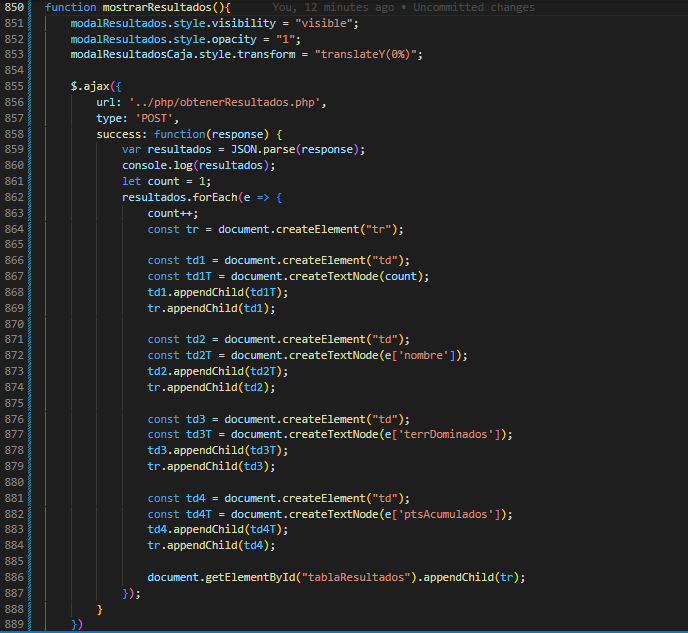 850 function mostrarResultados(){ You, 12 minutes ago • Uncommitted changes
851 modalResultados.style.visibility = "visible";
852 modalResultados.style.opacity = "1";
853 modalResultadosCaja.style.transform = "translateY(0%)";
854
855 $.ajax({
856 url: '../php/obtenerResultados.php',
857 type: 'POST',
858 success: function(response) {
859 var resultados = JSON.parse(response);
860 console.log(resultados);
861 let count = 1;
862 resultados.forEach(e => {
863 count++;
864 const tr = document.createElement("tr");
865
866 const td1 = document.createElement("td");
867 const td1T = document.createTextNode(count);
868 td1.appendChild(td1T);
869 tr.appendChild(td1);
870
871 const td2 = document.createElement("td");
872 const td2T = document.createTextNode(e['nombre']);
873 td2.appendChild(td2T);
874 tr.appendChild(td2);
875
876 const td3 = document.createElement("td");
877 const td3T = document.createTextNode(e['terrDominados']);
878 td3.appendChild(td3T);
879 tr.appendChild(td3);
880
881 const td4 = document.createElement("td");
882 const td4T = document.createTextNode(e['ptsAcumulados']);
883 td4.appendChild(td4T);
884 tr.appendChild(td4);
885
886 document.getElementById("tablaResultados").appendChild(tr);
887 });
888 }
889 })